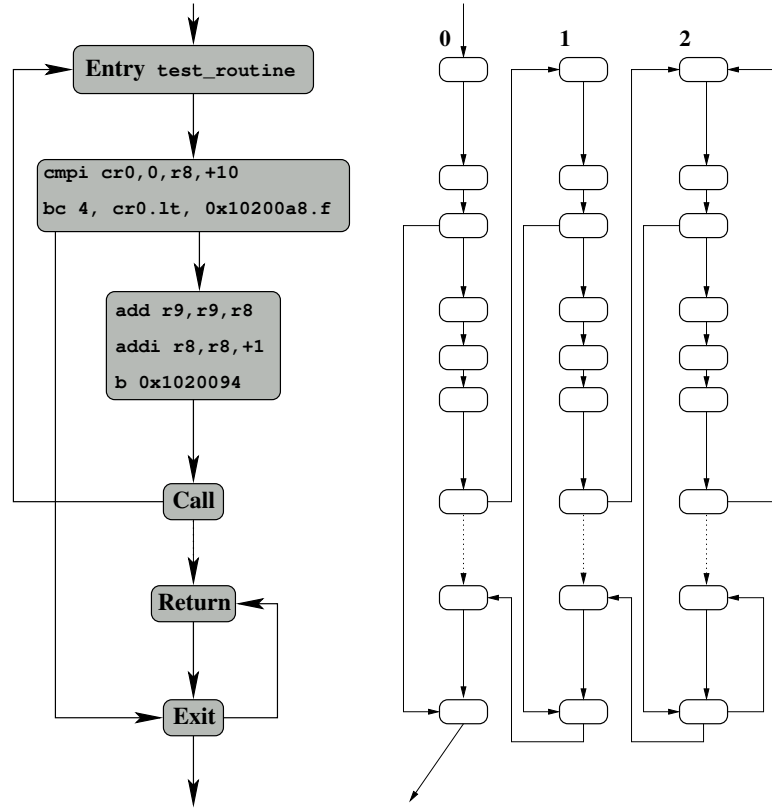 Entry test_routine
cmpi cr0,0,r8,+10
bc 4, cr0.lt, 0x10200a8.f
add r9,r9,r8
addi r8,r8,+1
b 0x1020094
Call
Return
Exit
0 1 2